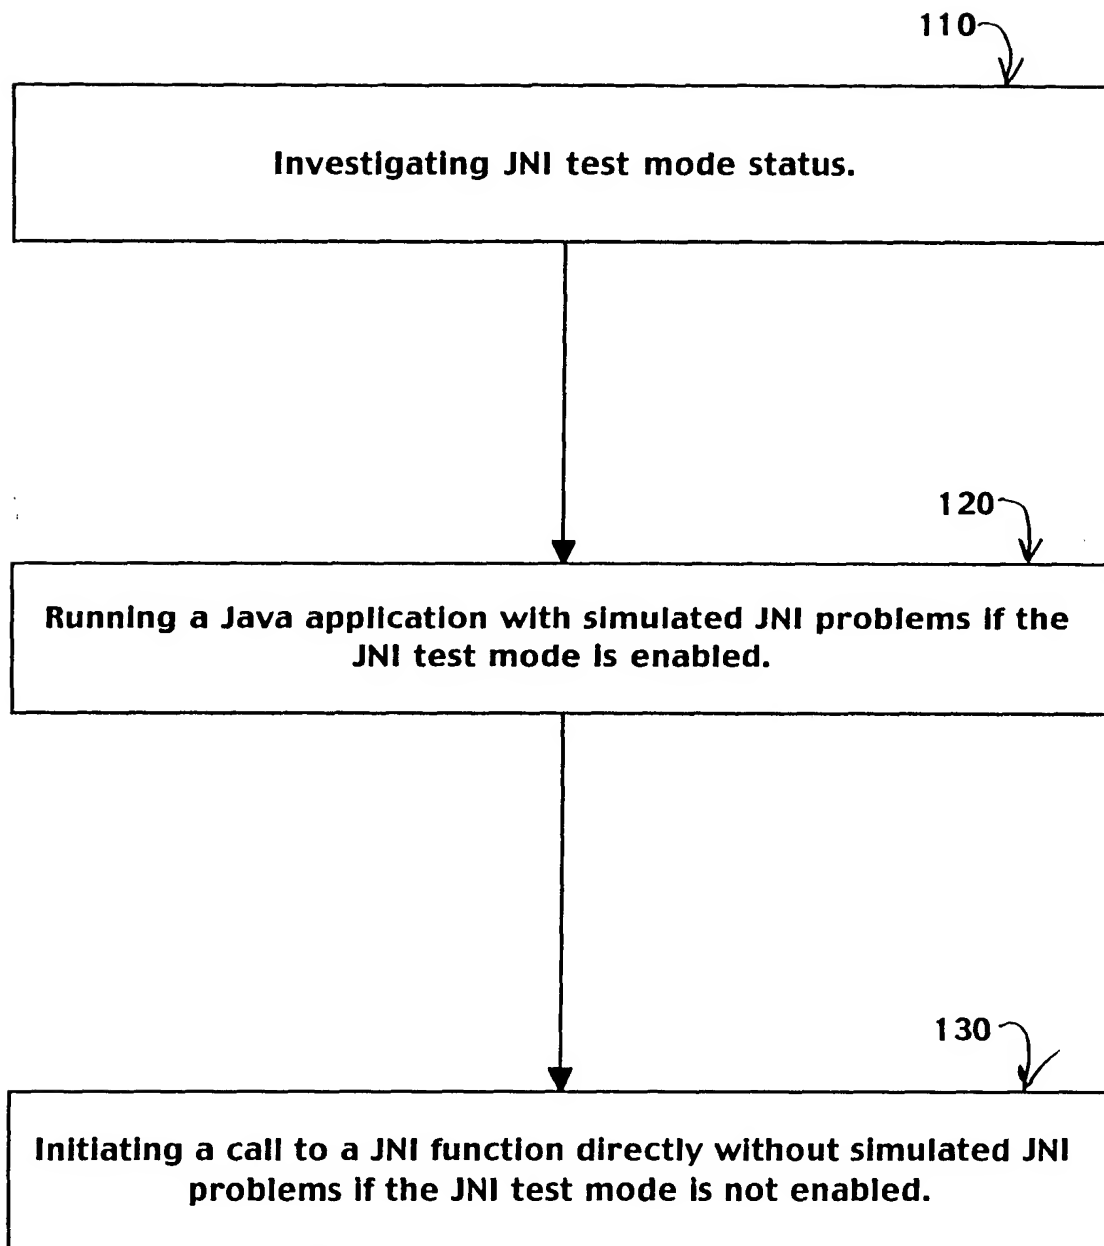 110
Investigating JNI test mode status.
120
Running a Java application with simulated JNI problems if the
JNI test mode is enabled.
130
Initiating a call to a JNI function directly without simulated JNI
problems if the JNI test mode is not enabled.